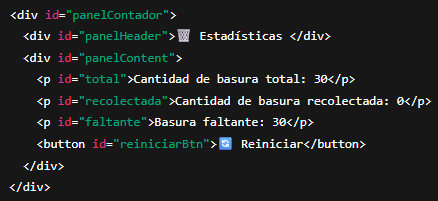 <div id="panelContador">
<div id="panelHeader">🗑️ Estadísticas </div>
<div id="panelContent">
<p id="total">Cantidad de basura total: 30</p>
<p id="recolectada">Cantidad de basura recolectada: 0</p>
<p id="faltante">Basura faltante: 30</p>
<button id="reiniciarBtn">🔄 Reiniciar</button>
</div>
</div>